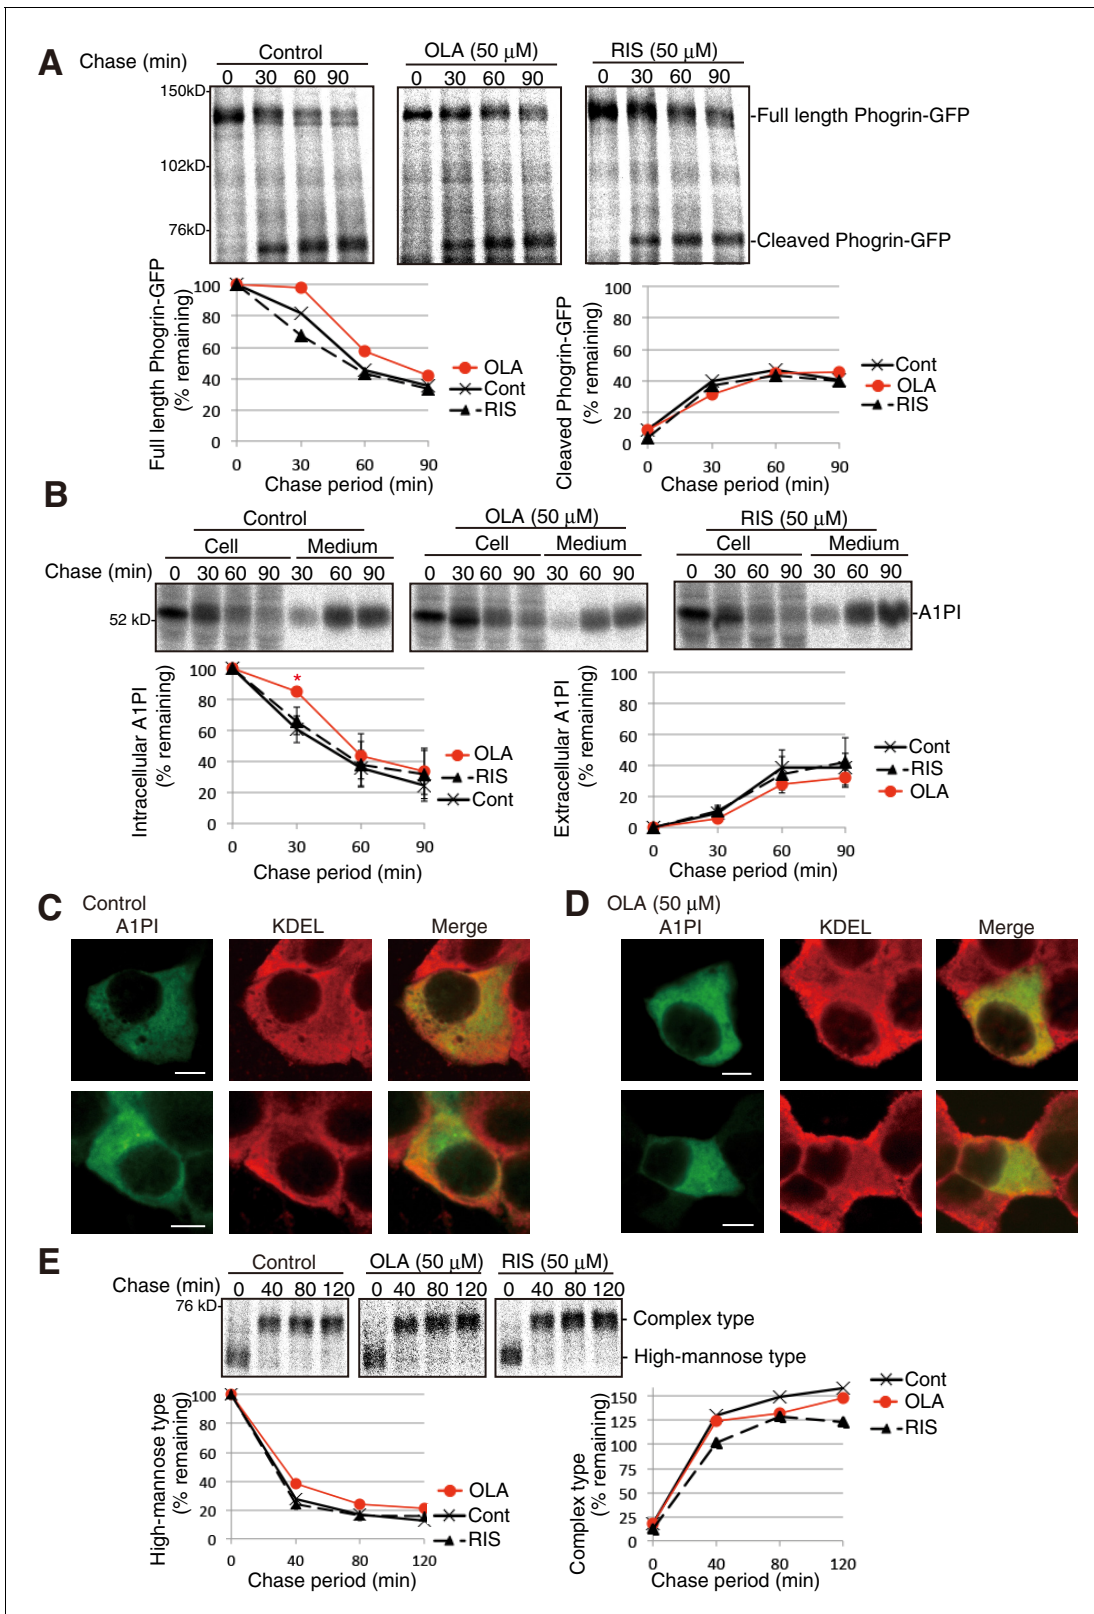 A
Chase (min)
Control
OLA (50 µM)
RIS (50 µM)
0 30 60 90
0 30 60 90
0 30 60 90
150kD
102kD
76kD
-Full length Phogrin-GFP
-Cleaved Phogrin-GFP
Full length Phogrin-GFP
(% remaining)
100
80
60
40
20
0
0 30 60 90
Chase period (min)
OLA
Cont
RIS
Cleaved Phogrin-GFP
(% remaining)
100
80
60
40
20
0
0 30 60 90
Chase period (min)
Cont
OLA
RIS
B
Control
OLA (50 µM)
RIS (50 µM)
Cell Medium
Cell Medium
Cell Medium
Chase (min)
0 30 60 90 30 60 90
0 30 60 90 30 60 90
0 30 60 90 30 60 90
52 kD
-A1PI
Intracellular A1PI
(% remaining)
100
80
60
40
20
0
*
0 30 60 90
Chase period (min)
OLA
RIS
Cont
Extracellular A1PI
(% remaining)
100
80
60
40
20
0
0 30 60 90
Chase period (min)
Cont
RIS
OLA
C
Control
A1PI KDEL Merge
D
OLA (50 µM)
A1PI KDEL Merge
E
Control
OLA (50 µM)
RIS (50 µM)
Chase (min)
0 40 80 120
0 40 80 120
0 40 80 120
76 kD
- Complex type
- High-mannose type
High-mannose type
(% remaining)
100
80
60
40
20
0
0 40 80 120
Chase period (min)
OLA
Cont
RIS
Complex type
(% remaining)
150
125
100
75
50
25
0
0 40 80 120
Chase period (min)
Cont
OLA
RIS